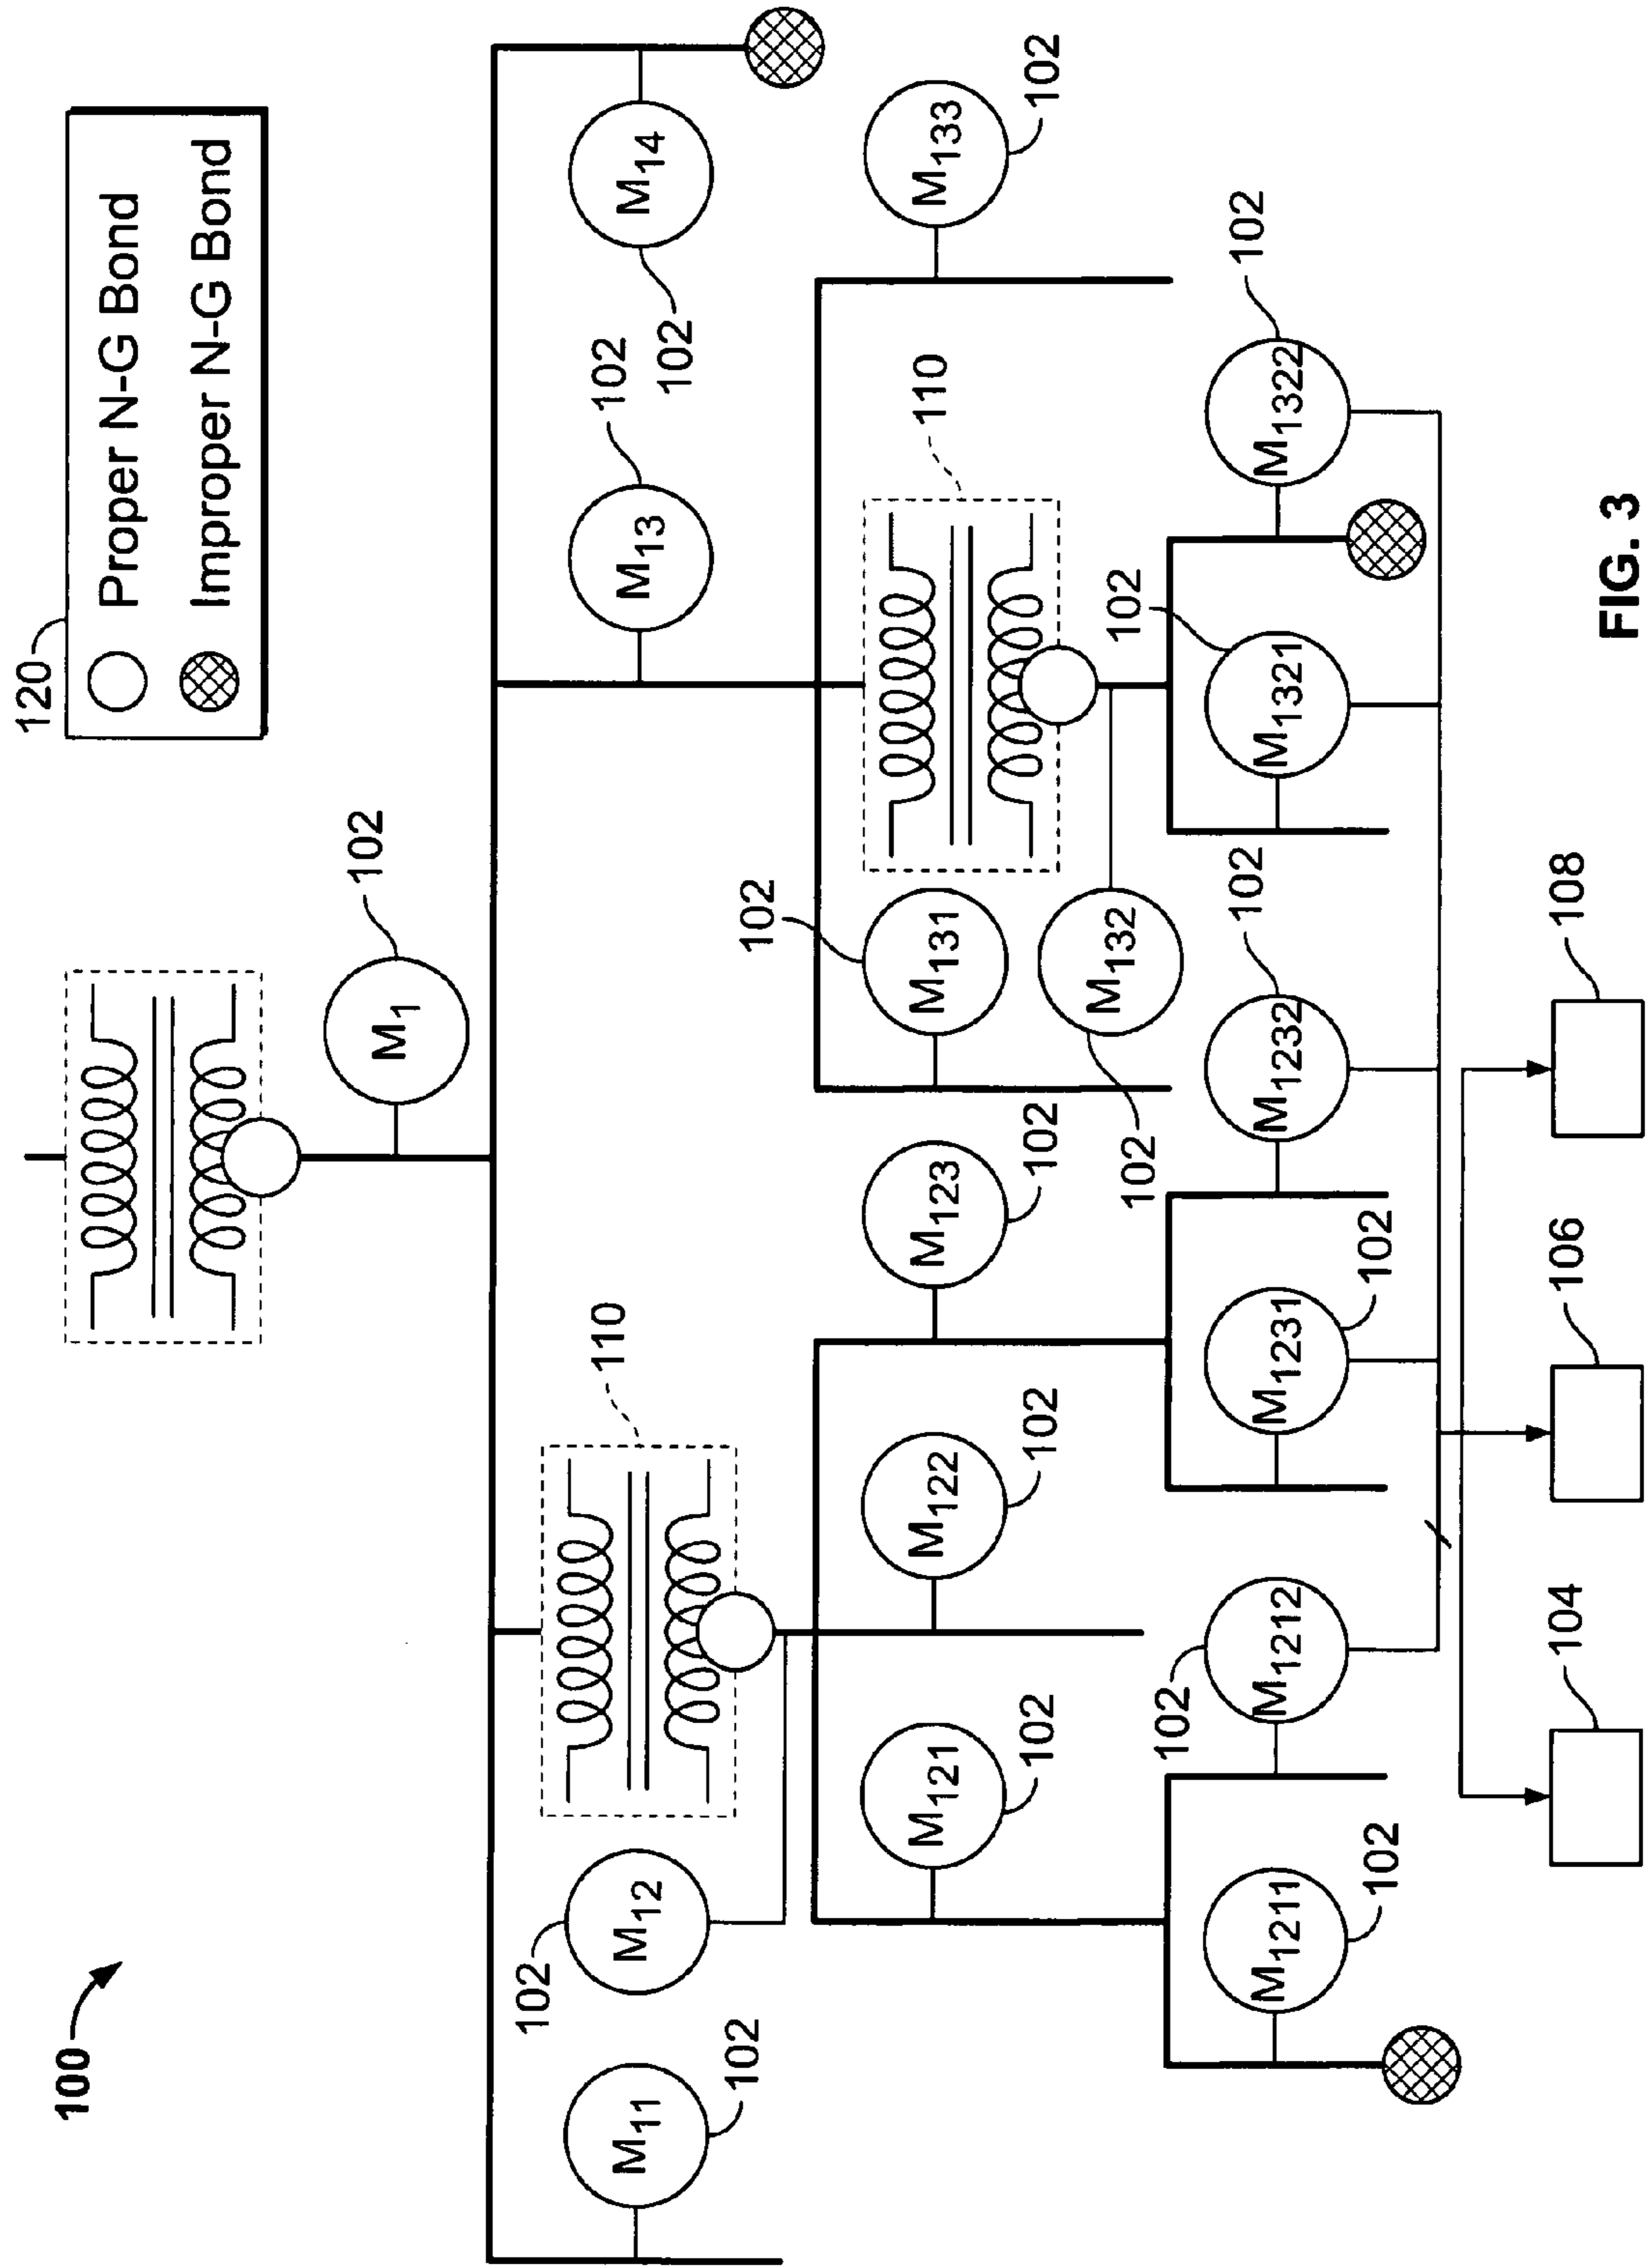 100
120
Proper N-G Bond
Improper N-G Bond
M1
102
M11
102
M12
102
110
M13
102
M14
102
M121
102
M122
102
M123
102
M131
102
110
M133
102
M132
102
M1211
102
M1212
102
M1231
102
M1232
102
M1321
102
M1322
102
104
106
108
FIG. 3